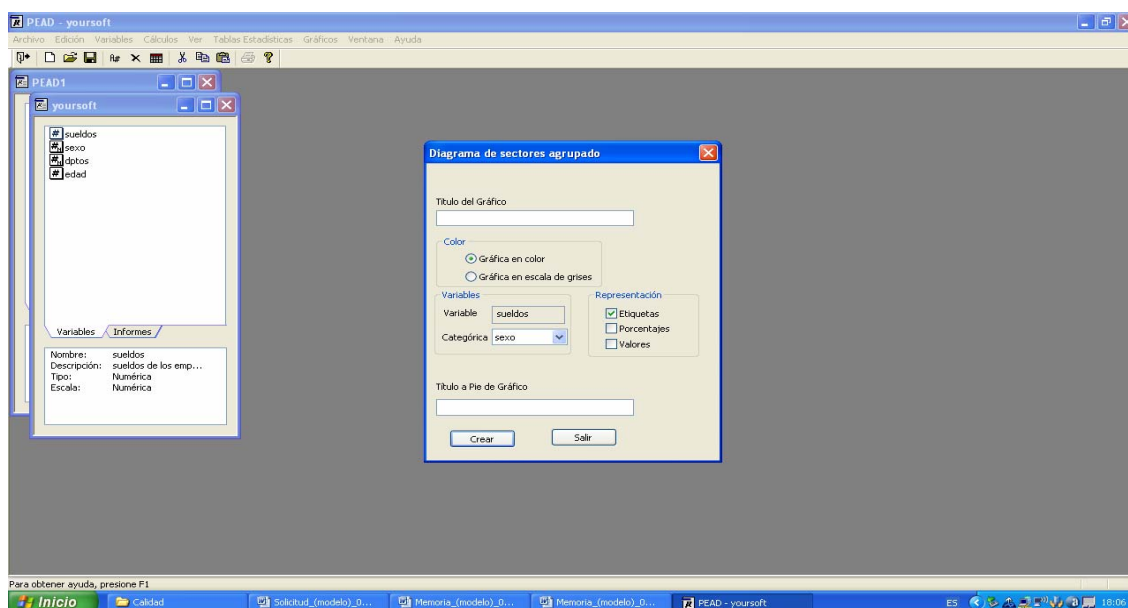 PEAD - yoursoft
Archivo Edición Variables Cálculos Ver Tablas Estadísticas Gráficos Ventana Ayuda
PEAD1
yoursoft
sueldos
sexo
dptos
edad
Variables Informes
Nombre: sueldos
Descripción: sueldos de los emp...
Tipo: Numérica
Escala: Numérica
Diagrama de sectores agrupado
Título del Gráfico
Color
Gráfica en color
Gráfica en escala de grises
Variables
Variable sueldos
Categórica sexo
Representación
Etiquetas
Porcentajes
Valores
Título a Pie de Gráfico
Crear Salir
Para obtener ayuda, presione F1
Inicio Calidad Solicitud_(modelo)_0... Memoria_(modelo)_0... Memoria_(modelo)_0... PEAD - yoursoft ES 18:06